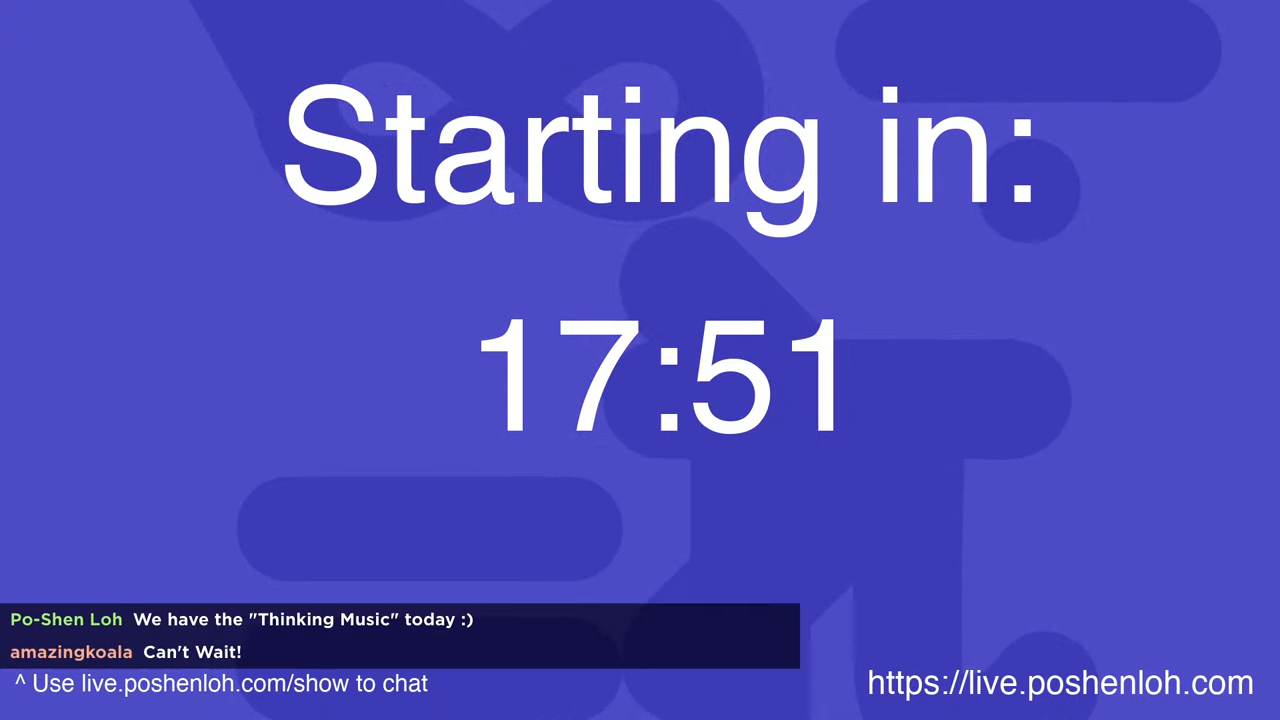 Starting in:
17:51
Po-Shen Loh We have the "Thinking Music" today :)
amazingkoala Can't Wait!
^ Use live.poshenloh.com/show to chat
https://live.poshenloh.com